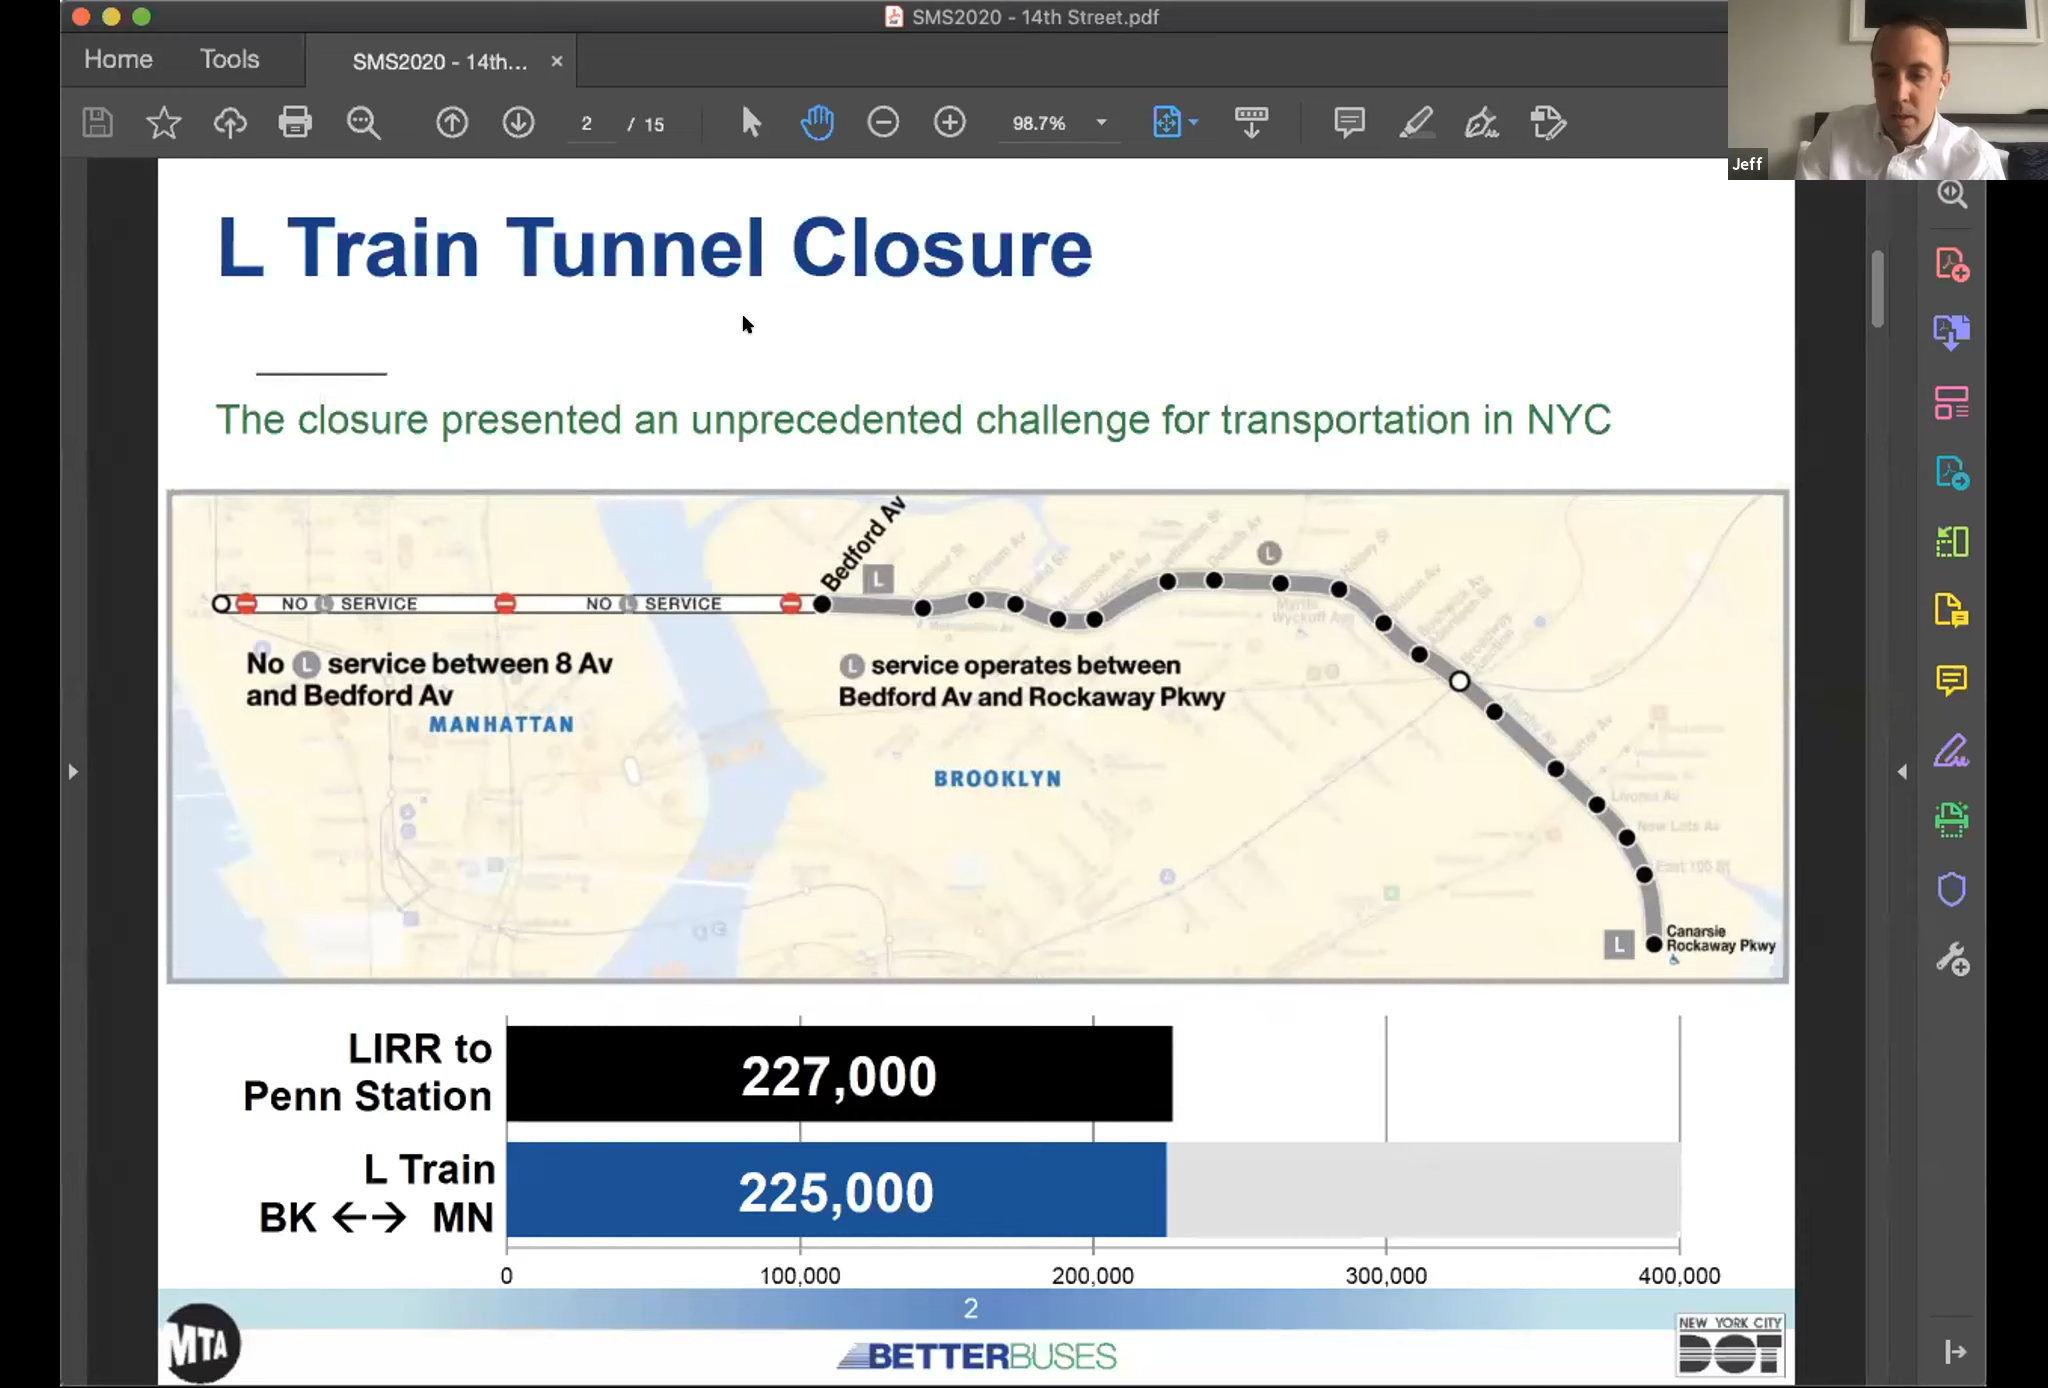 SMS2020 - 14th Street.pdf
Home
Tools
SMS2020 - 14th...
2 / 15
98.7%
Jeff
L Train Tunnel Closure
The closure presented an unprecedented challenge for transportation in NYC
Bedford Av
L
L
NO L SERVICE
NO L SERVICE
No L service between 8 Av
and Bedford Av
L service operates between
Bedford Av and Rockaway Pkwy
MANHATTAN
BROOKLYN
Livonia Av
New Lots Av
East 105 St
L
Canarsie
Rockaway Pkwy
LIRR to
Penn Station
227,000
L Train
BK ←→ MN
225,000
0
100,000
200,000
300,000
400,000
2
MTA
BETTERBUSES
NEW YORK CITY
DOT